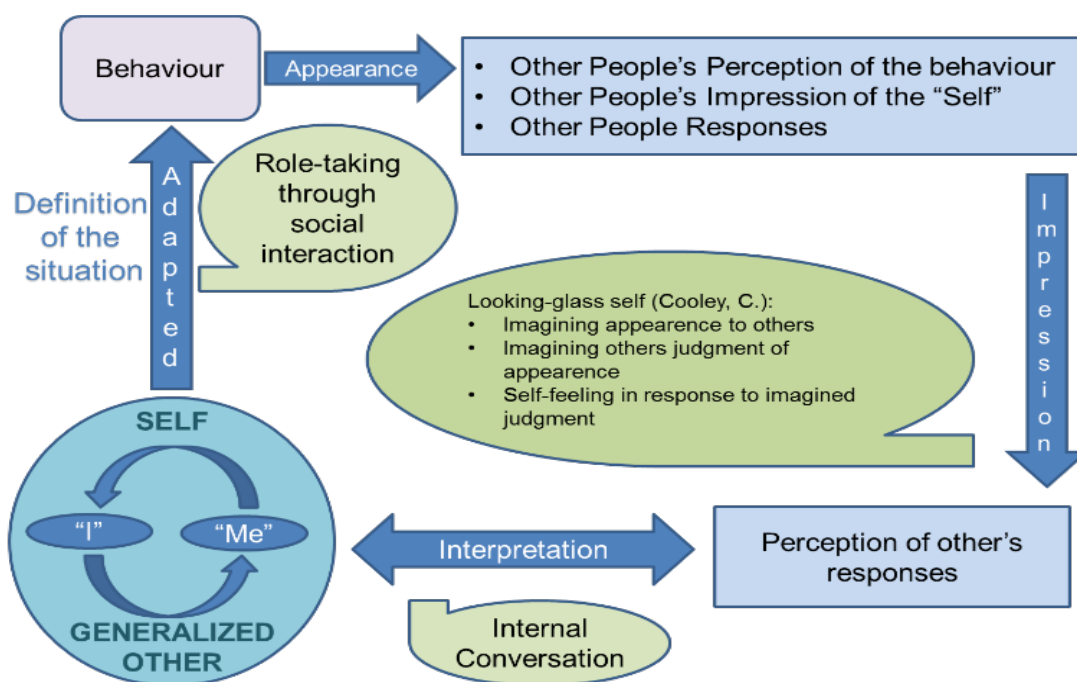 Behaviour
Appearance
• Other People's Perception of the behaviour
• Other People's Impression of the “Self”
• Other People Responses
Adapted
Definition
of the
situation
Role-taking
through
social
interaction
Impression
Looking-glass self (Cooley, C.):
• Imagining appearence to others
• Imagining others judgment of
appearence
• Self-feeling in response to imagined
judgment
SELF
“I”
“Me”
GENERALIZED
OTHER
Interpretation
Perception of other’s
responses
Internal
Conversation